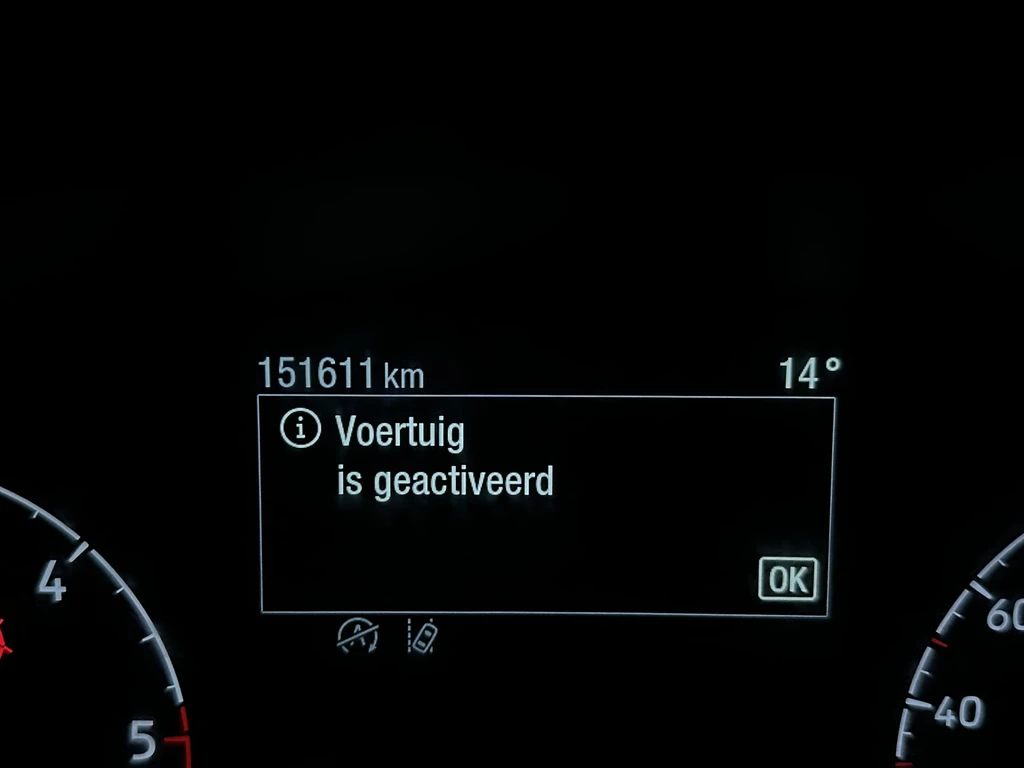 151611 km 14°
Voertuig
is geactiveerd
OK
4
60
40
5